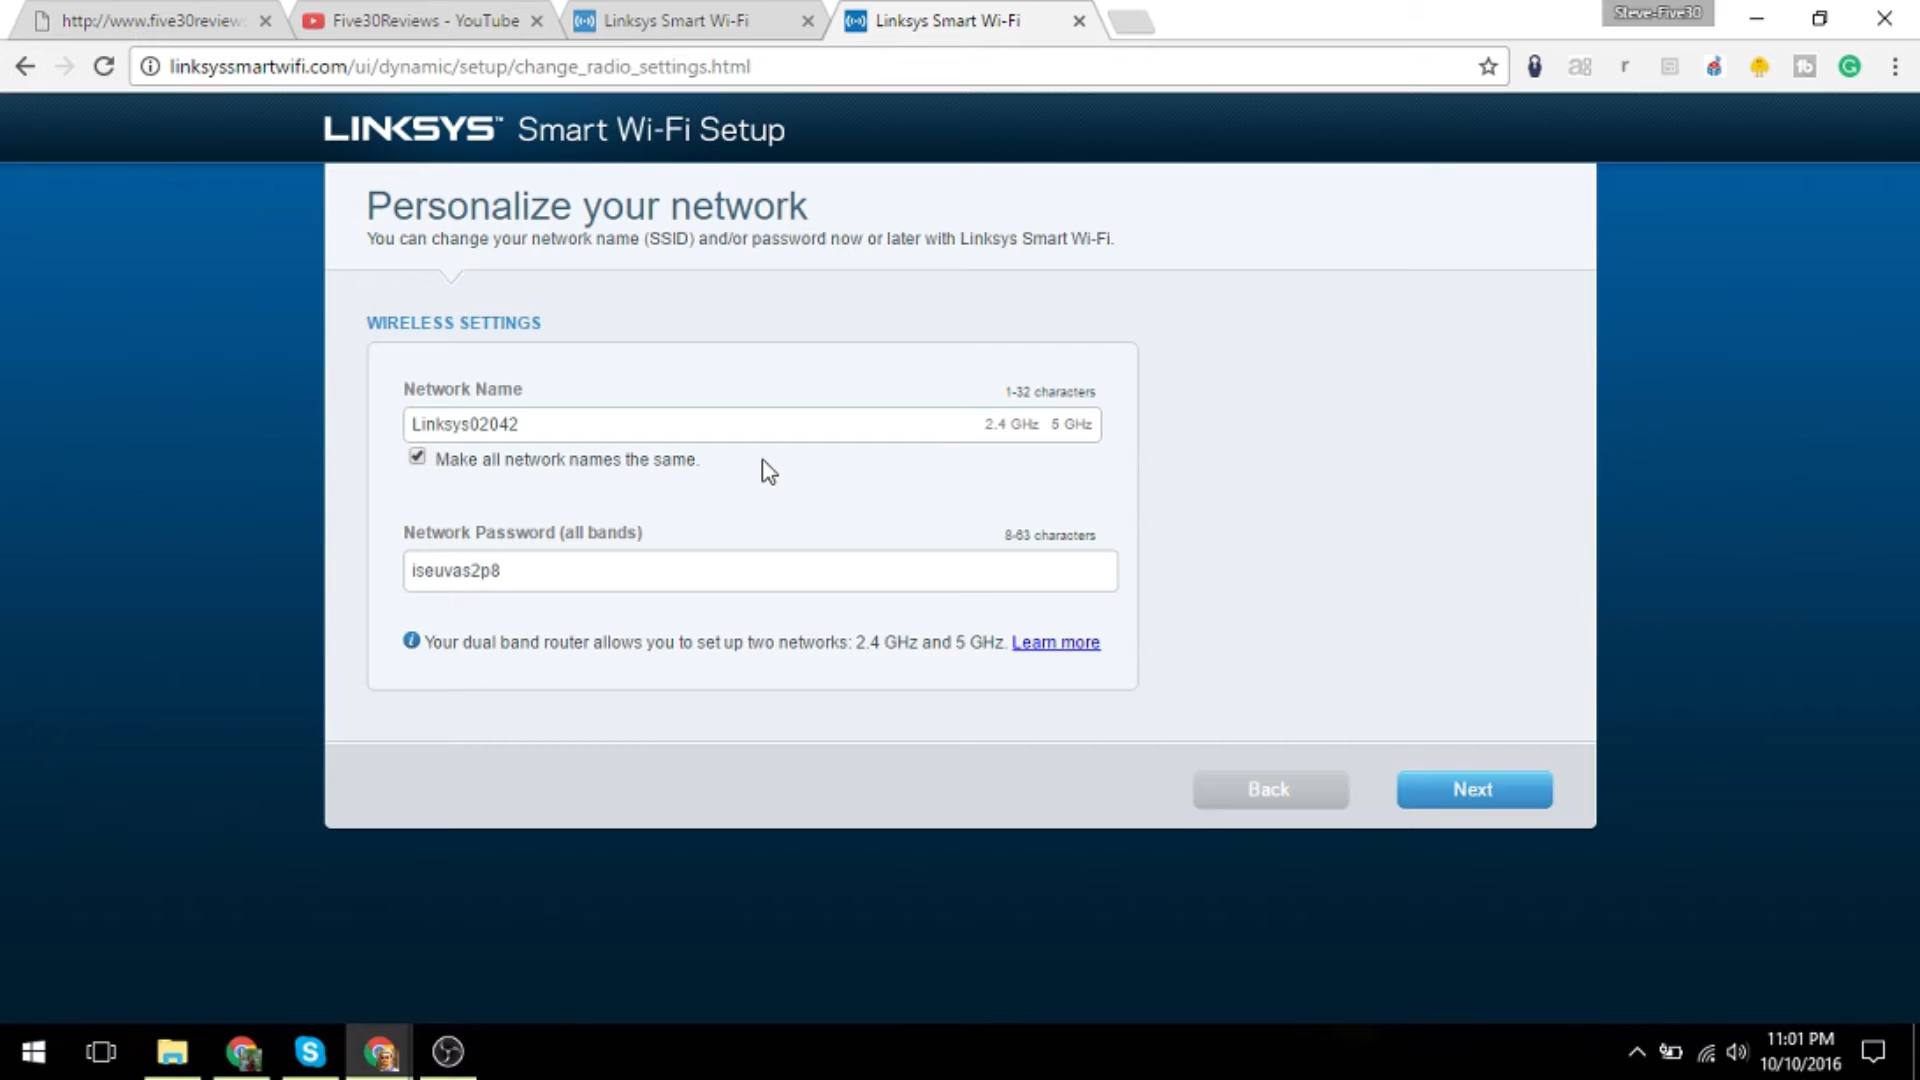 http://www.five30review
Five30Reviews - YouTube
Linksys Smart Wi-Fi
Linksys Smart Wi-Fi
Steve-Five30
linksyssmartwifi.com/ui/dynamic/setup/change_radio_settings.html
LINKSYS™ Smart Wi-Fi Setup
Personalize your network
You can change your network name (SSID) and/or password now or later with Linksys Smart Wi-Fi.
WIRELESS SETTINGS
Network Name
1-32 characters
Linksys02042
2.4 GHz 5 GHz
Make all network names the same.
Network Password (all bands)
8-63 characters
iseuvas2p8
Your dual band router allows you to set up two networks: 2.4 GHz and 5 GHz. Learn more
Back
Next
11:01 PM
10/10/2016